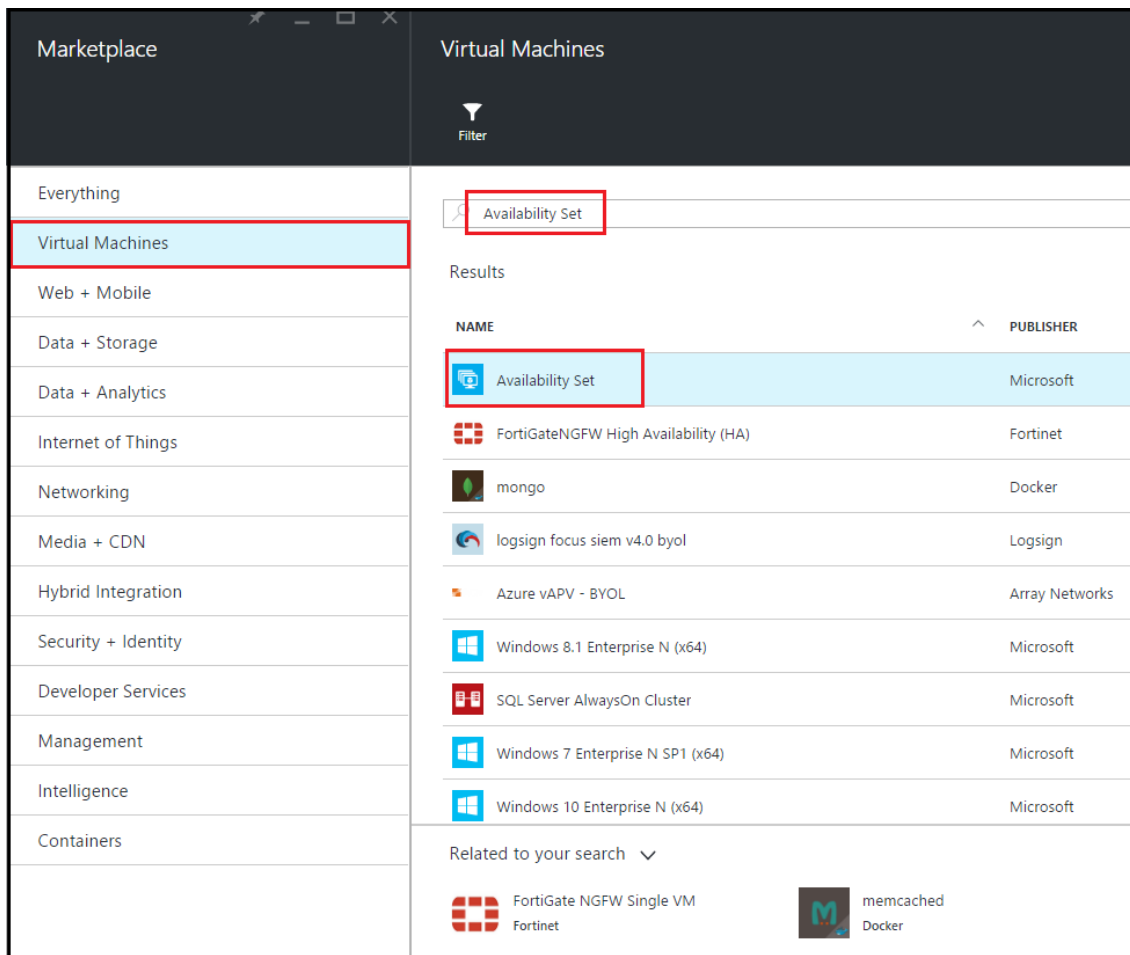 Marketplace
Virtual Machines
Filter
Everything
Virtual Machines
Web + Mobile
Data + Storage
Data + Analytics
Internet of Things
Networking
Media + CDN
Hybrid Integration
Security + Identity
Developer Services
Management
Intelligence
Containers
Availability Set
Results
NAME PUBLISHER
Availability Set Microsoft
FortiGateNGFW High Availability (HA) Fortinet
mongo Docker
logsign focus siem v4.0 byol Logsign
Azure vAPV - BYOL Array Networks
Windows 8.1 Enterprise N (x64) Microsoft
SQL Server AlwaysOn Cluster Microsoft
Windows 7 Enterprise N SP1 (x64) Microsoft
Windows 10 Enterprise N (x64) Microsoft
Related to your search
FortiGate NGFW Single VM
Fortinet
memcached
Docker